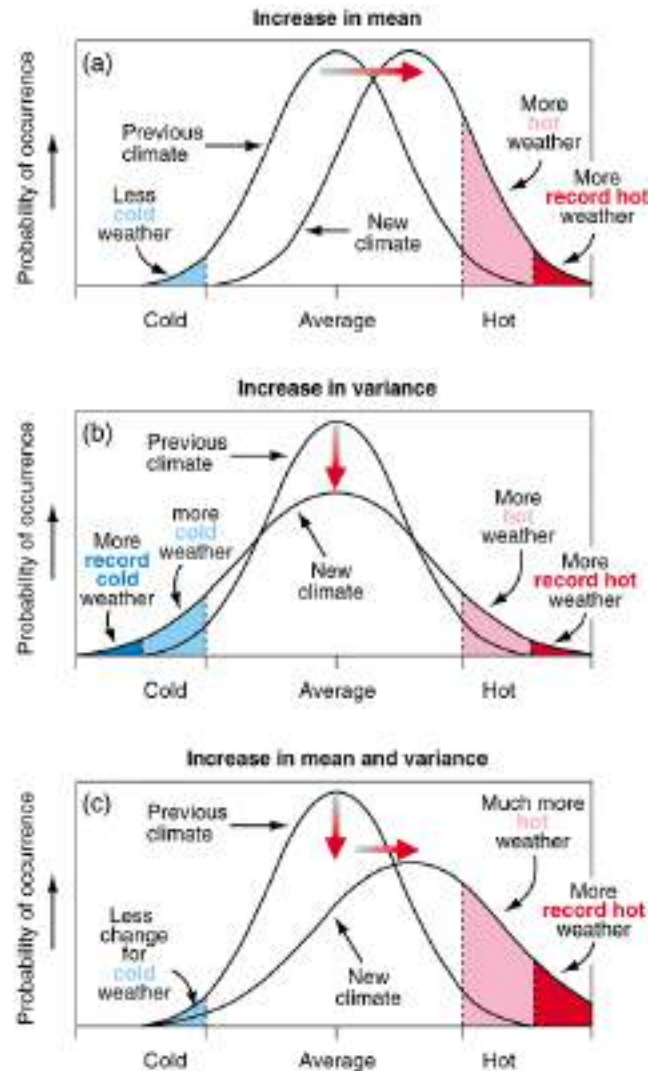 Increase in mean
(a)
Probability of occurrence
Previous
climate
Less
cold
weather
New
climate
More
hot
weather
More
record hot
weather
Cold
Average
Hot
Increase in variance
(b)
Probability of occurrence
Previous
climate
more
cold
weather
More
record
cold
weather
New
climate
More
hot
weather
More
record hot
weather
Cold
Average
Hot
Increase in mean and variance
(c)
Probability of occurrence
Previous
climate
Less
change
for
cold
weather
New
climate
Much more
hot
weather
More
record hot
weather
Cold
Average
Hot